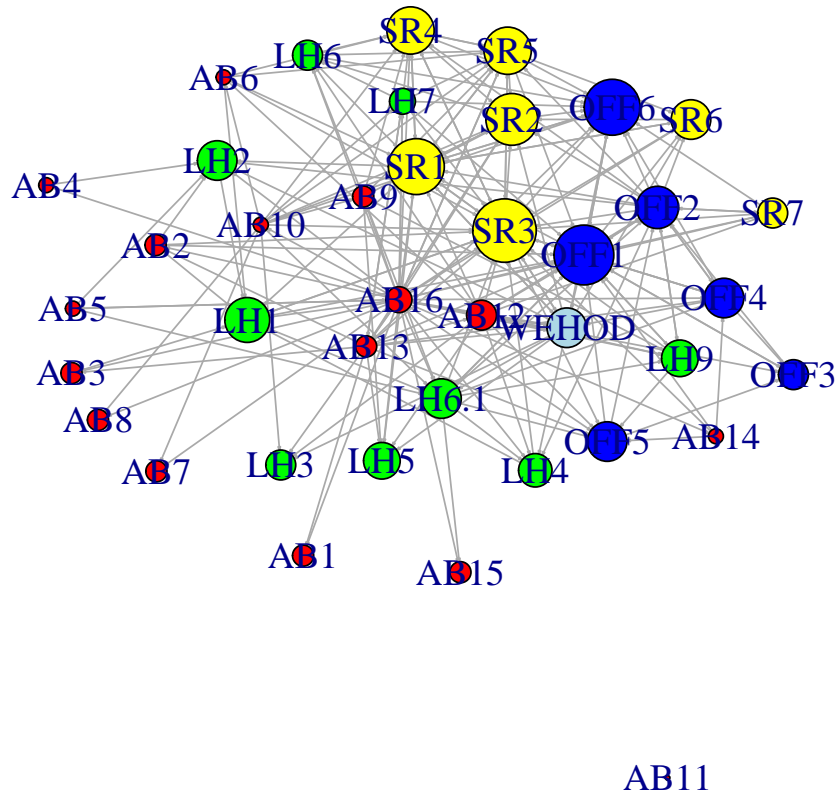 SR4
SR5
LH6
AB6
LH7
OFF6
SR2
SR6
LH2
SR1
AB4
AB9
OFF2
SR7
AB10
SR3
AB2
OFF1
AB16
OFF4
AB5
LH1
AB12
WEHOD
AB13
LH9
AB3
OFF3
LH6.1
AB8
AB14
OFF5
LH5
LH3
LH4
AB7
AB1
AB15
AB11